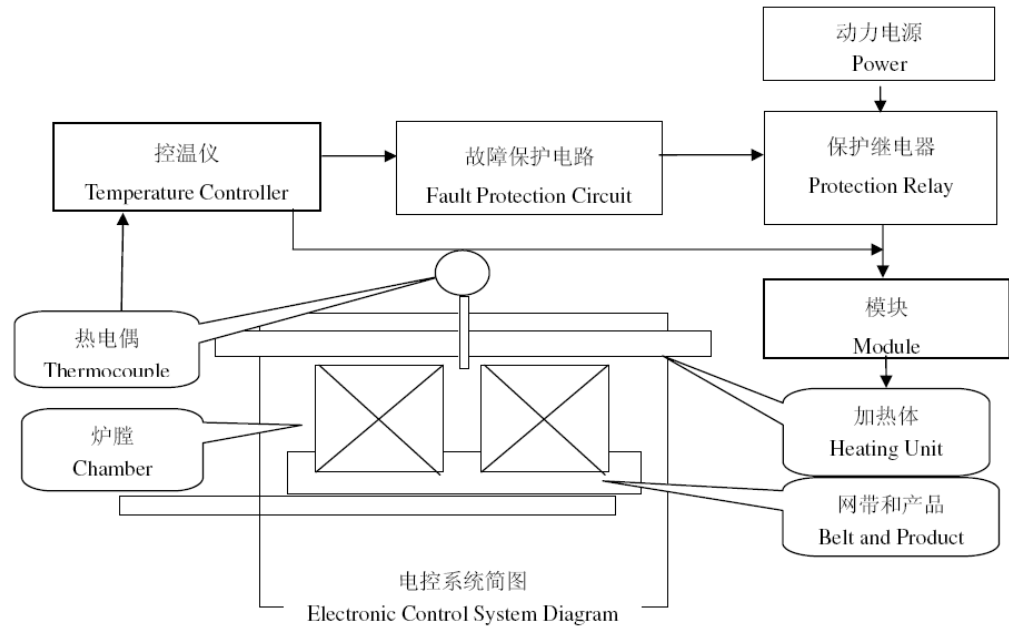 动力电源
Power
控温仪
Temperature Controller
故障保护电路
Fault Protection Circuit
保护继电器
Protection Relay
热电偶
Thermocouple
模块
Module
炉膛
Chamber
加热体
Heating Unit
网带和产品
Belt and Product
电控系统简图
Electronic Control System Diagram